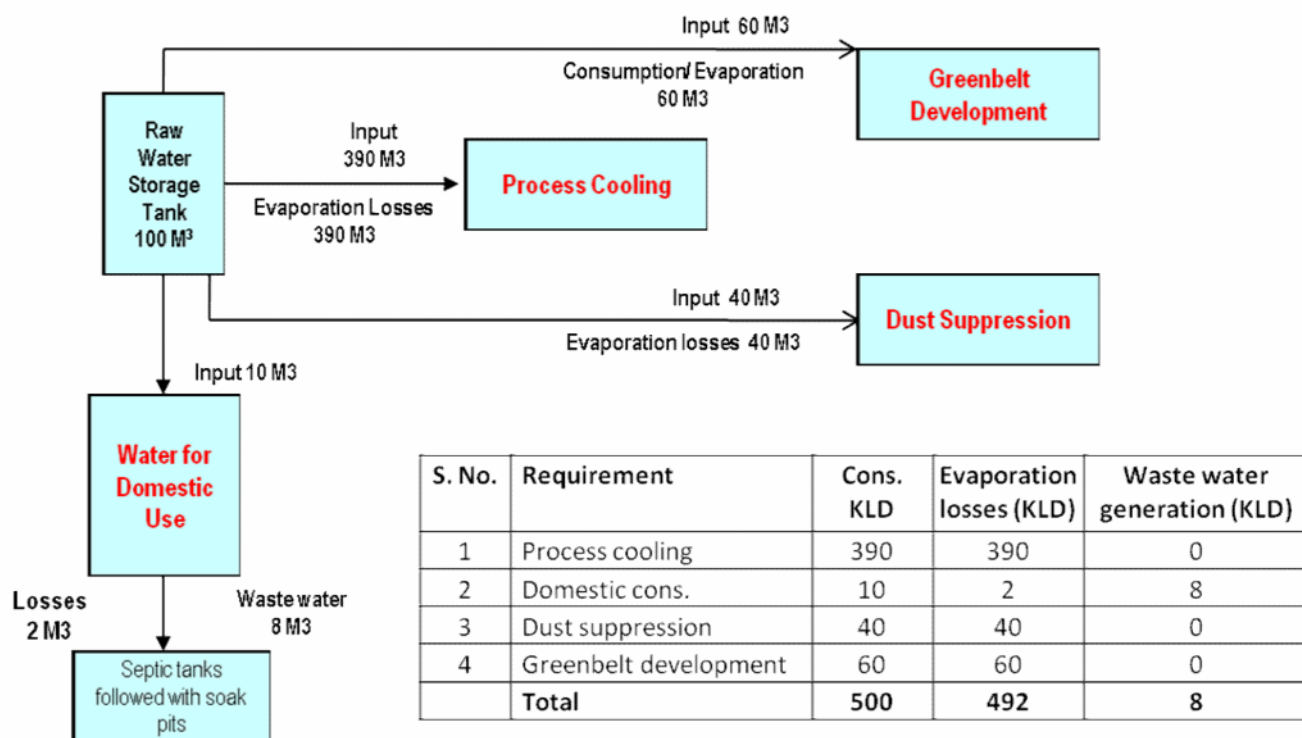 Input 60 M3
Consumption/ Evaporation
60 M3
Greenbelt
Development
Raw
Water
Storage
Tank
100 M³
Input
390 M3
Evaporation Losses
390 M3
Process Cooling
Input 40 M3
Evaporation losses 40 M3
Dust Suppression
Input 10 M3
Water for
Domestic
Use
Losses
2 M3
Waste water
8 M3
Septic tanks
followed with soak
pits
S. No. Requirement Cons. KLD Evaporation losses (KLD) Waste water generation (KLD)
1 Process cooling 390 390 0
2 Domestic cons. 10 2 8
3 Dust suppression 40 40 0
4 Greenbelt development 60 60 0
Total 500 492 8